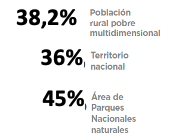 38,2% Población
rural pobre
multidimensional
36% Territorio
nacional
45% Área de
Parques
Nacionales
naturales